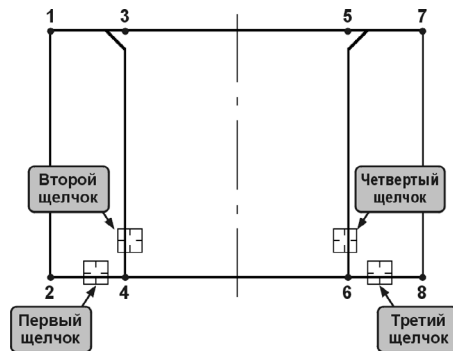 1 3 5 7
Второй
щелчок
Четвертый
щелчок
2 4 6 8
Первый
щелчок
Третий
щелчок